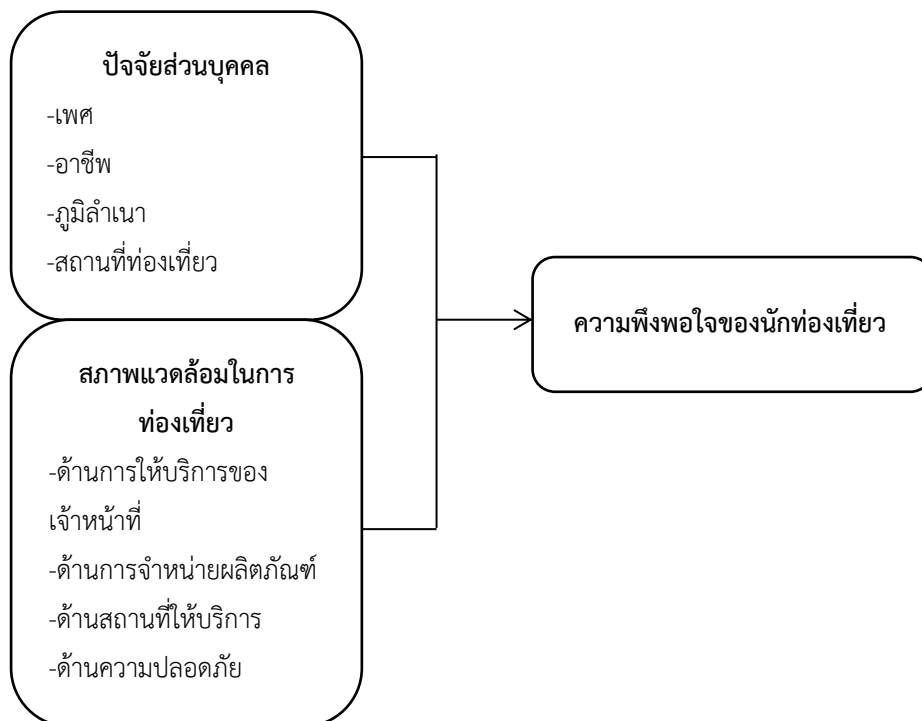 ปัจจัยส่วนบุคคล
-เพศ
-อาชีพ
-ภูมิลำเนา
-สถานที่ท่องเที่ยว
สภาพแวดล้อมในการ
ท่องเที่ยว
-ด้านการให้บริการของ
เจ้าหน้าที่
-ด้านการจำหน่ายผลิตภัณฑ์
-ด้านสถานที่ให้บริการ
-ด้านความปลอดภัย
ความพึงพอใจของนักท่องเที่ยว